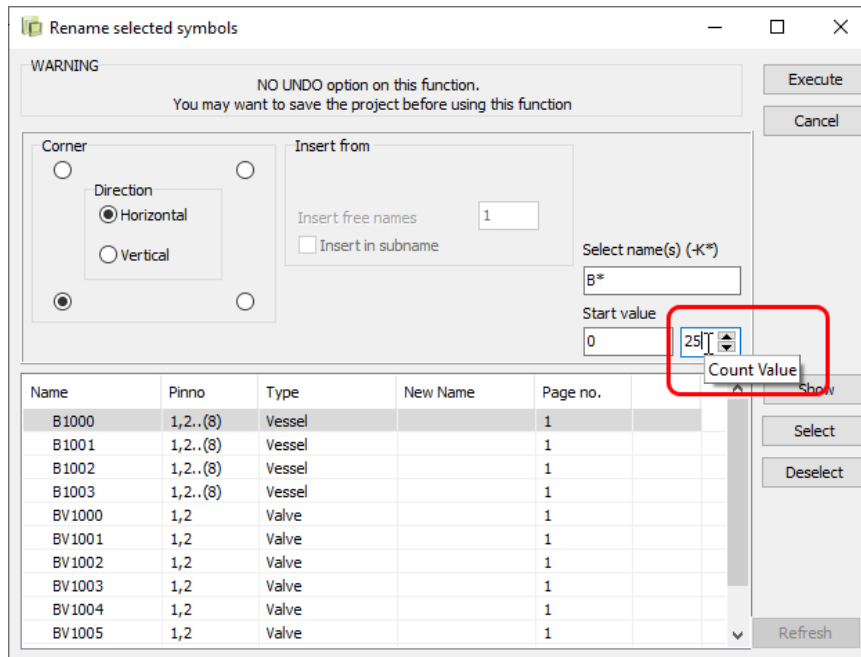 Rename selected symbols
WARNING
NO UNDO option on this function.
You may want to save the project before using this function
Execute
Cancel
Corner
Direction
Horizontal
Vertical
Insert from
Insert free names 1
Insert in subname
Select name(s) (-K*)
B*
Start value
0 25
Count Value
Show
Select
Deselect
Refresh
Name Pinno Type New Name Page no.
B1000 1,2..(8) Vessel 1
B1001 1,2..(8) Vessel 1
B1002 1,2..(8) Vessel 1
B1003 1,2..(8) Vessel 1
BV1000 1,2 Valve 1
BV1001 1,2 Valve 1
BV1002 1,2 Valve 1
BV1003 1,2 Valve 1
BV1004 1,2 Valve 1
BV1005 1,2 Valve 1